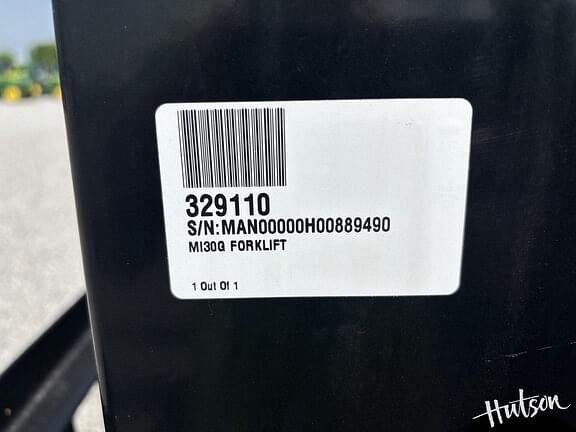 329110
S/N:MAN00000H00889490
MI30G FORKLIFT
1 Out Of 1
Hutson